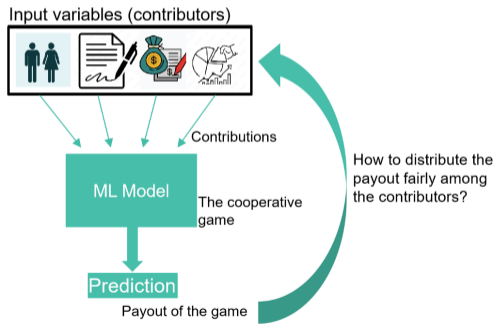 Input variables (contributors)
Contributions
ML Model
The cooperative
game
How to distribute the
payout fairly among
the contributors?
Prediction
Payout of the game